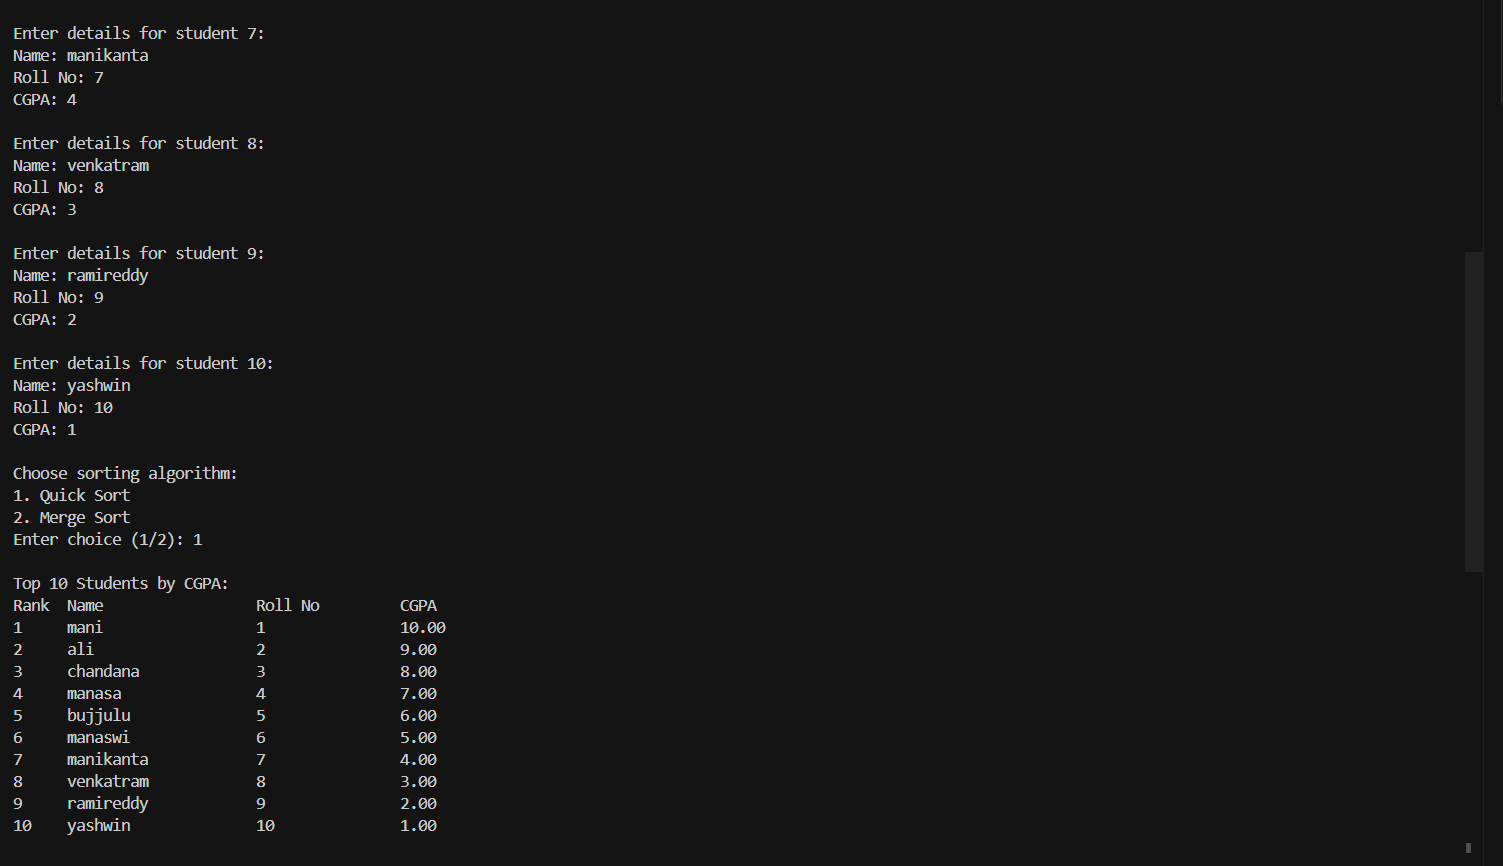 Enter details for student 7:
Name: manikanta
Roll No: 7
CGPA: 4
Enter details for student 8:
Name: venkatram
Roll No: 8
CGPA: 3
Enter details for student 9:
Name: ramireddy
Roll No: 9
CGPA: 2
Enter details for student 10:
Name: yashwin
Roll No: 10
CGPA: 1
Choose sorting algorithm:
1. Quick Sort
2. Merge Sort
Enter choice (1/2): 1
Top 10 Students by CGPA:
Rank  Name                 Roll No         CGPA
1     mani                 1               10.00
2     ali                  2               9.00
3     chandana             3               8.00
4     manasa               4               7.00
5     bujjulu              5               6.00
6     manaswi              6               5.00
7     manikanta            7               4.00
8     venkatram            8               3.00
9     ramireddy            9               2.00
10    yashwin              10              1.00